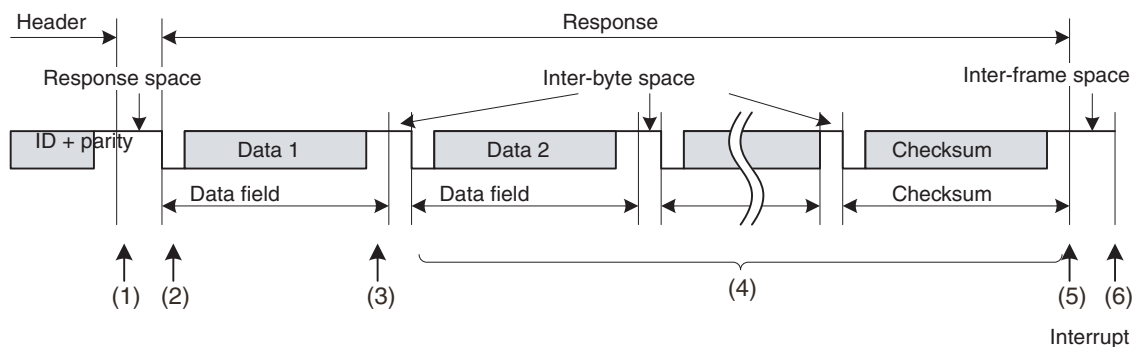 Header
Response
Response space
Inter-byte space
Inter-frame space
ID + parity
Data 1
Data 2
Checksum
Data field
Data field
Checksum
(1)
(2)
(3)
(4)
(5)
(6)
Interrupt